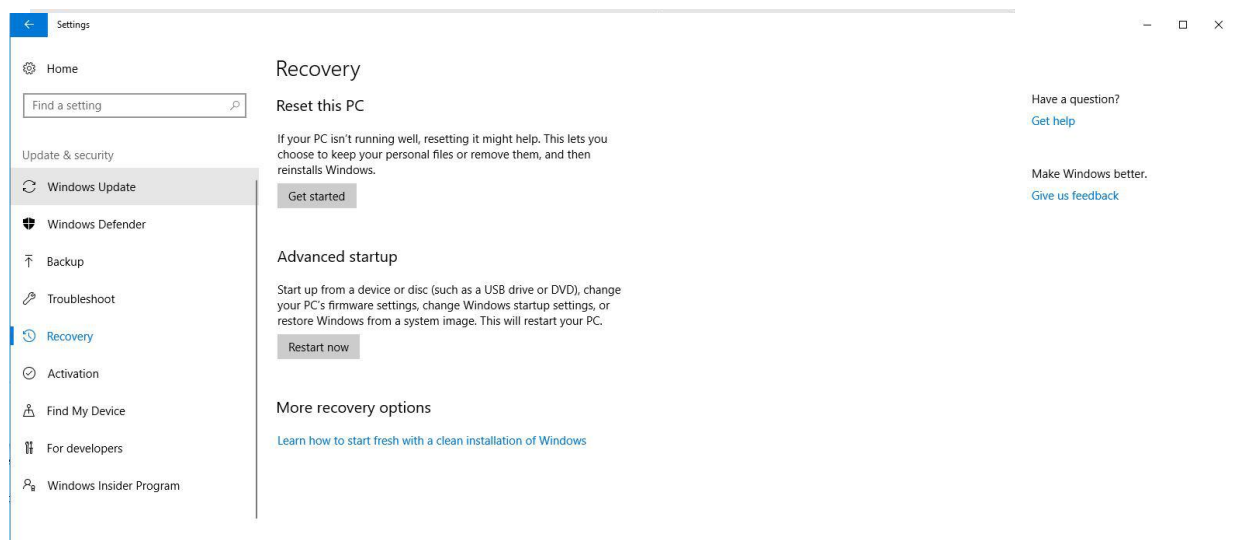 Settings
Home
Find a setting
Update & security
Windows Update
Windows Defender
Backup
Troubleshoot
Recovery
Activation
Find My Device
For developers
Windows Insider Program
Recovery
Reset this PC
If your PC isn't running well, resetting it might help. This lets you
choose to keep your personal files or remove them, and then
reinstalls Windows.
Get started
Advanced startup
Start up from a device or disc (such as a USB drive or DVD), change
your PC's firmware settings, change Windows startup settings, or
restore Windows from a system image. This will restart your PC.
Restart now
More recovery options
Learn how to start fresh with a clean installation of Windows
Have a question?
Get help
Make Windows better.
Give us feedback